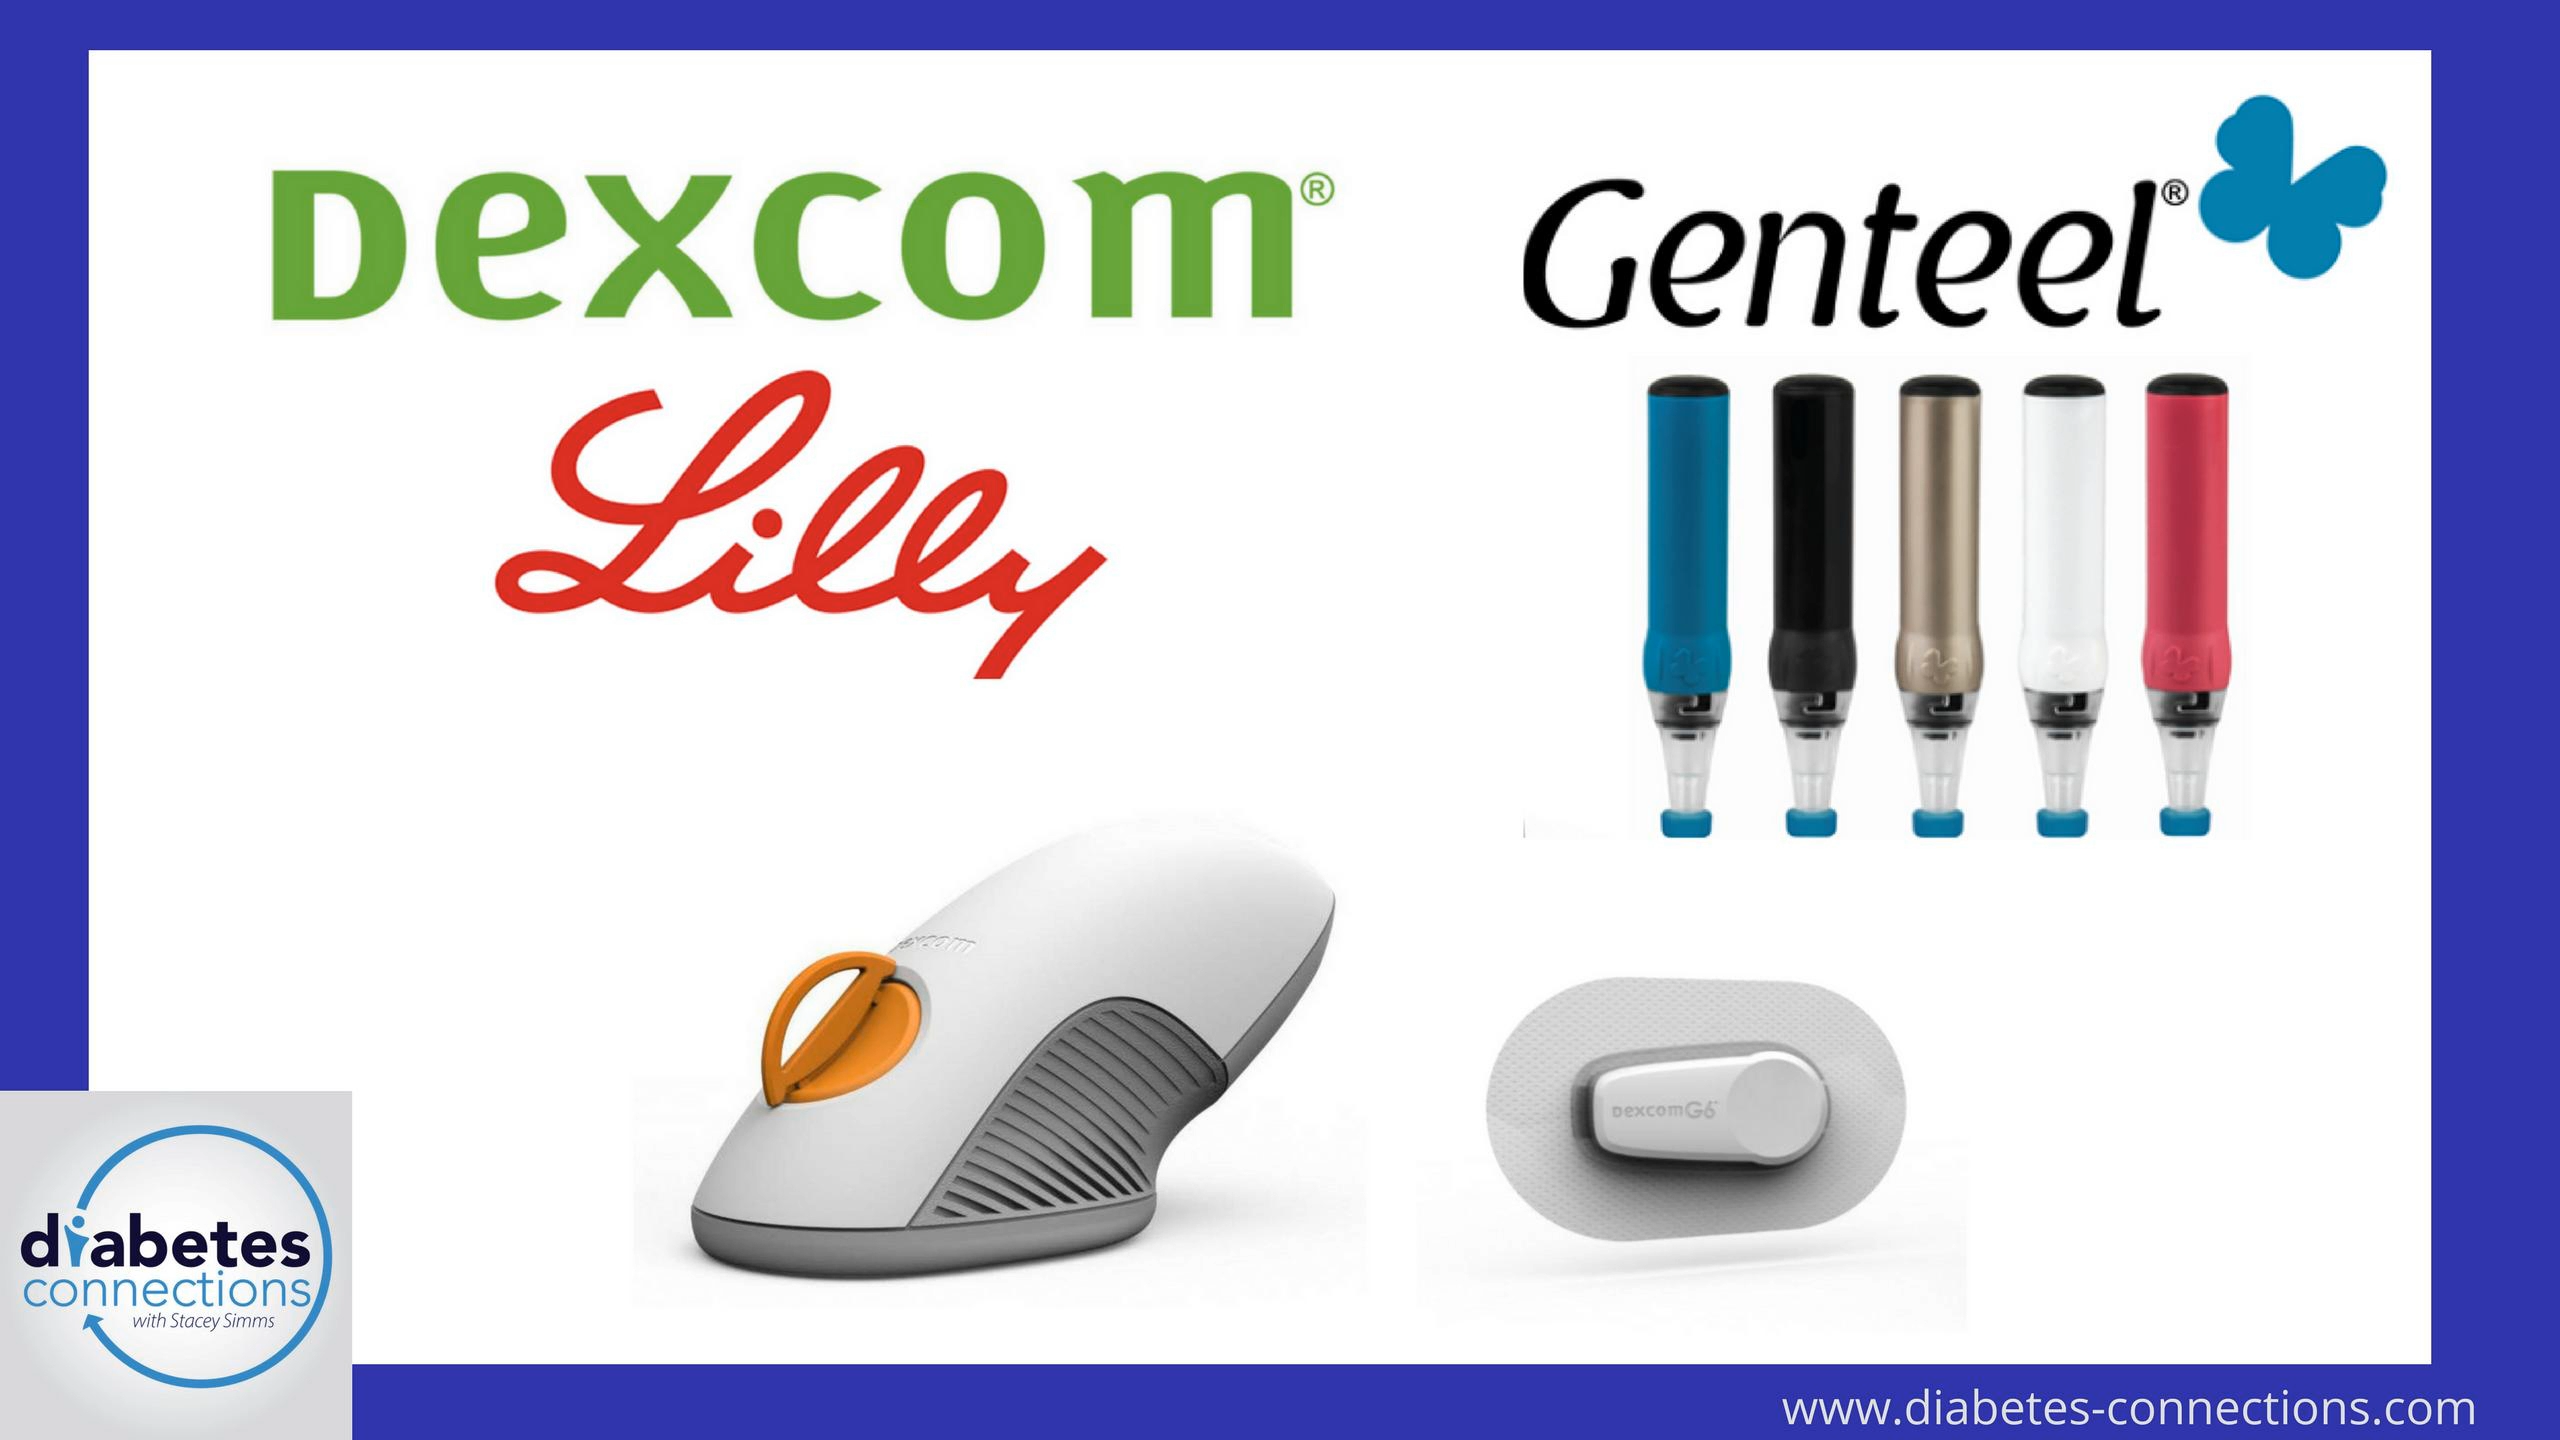 Dexcom®
Genteel®
Lilly
dexcom
DexcomG6
diabetes
connections
with Stacey Simms
www.diabetes-connections.com